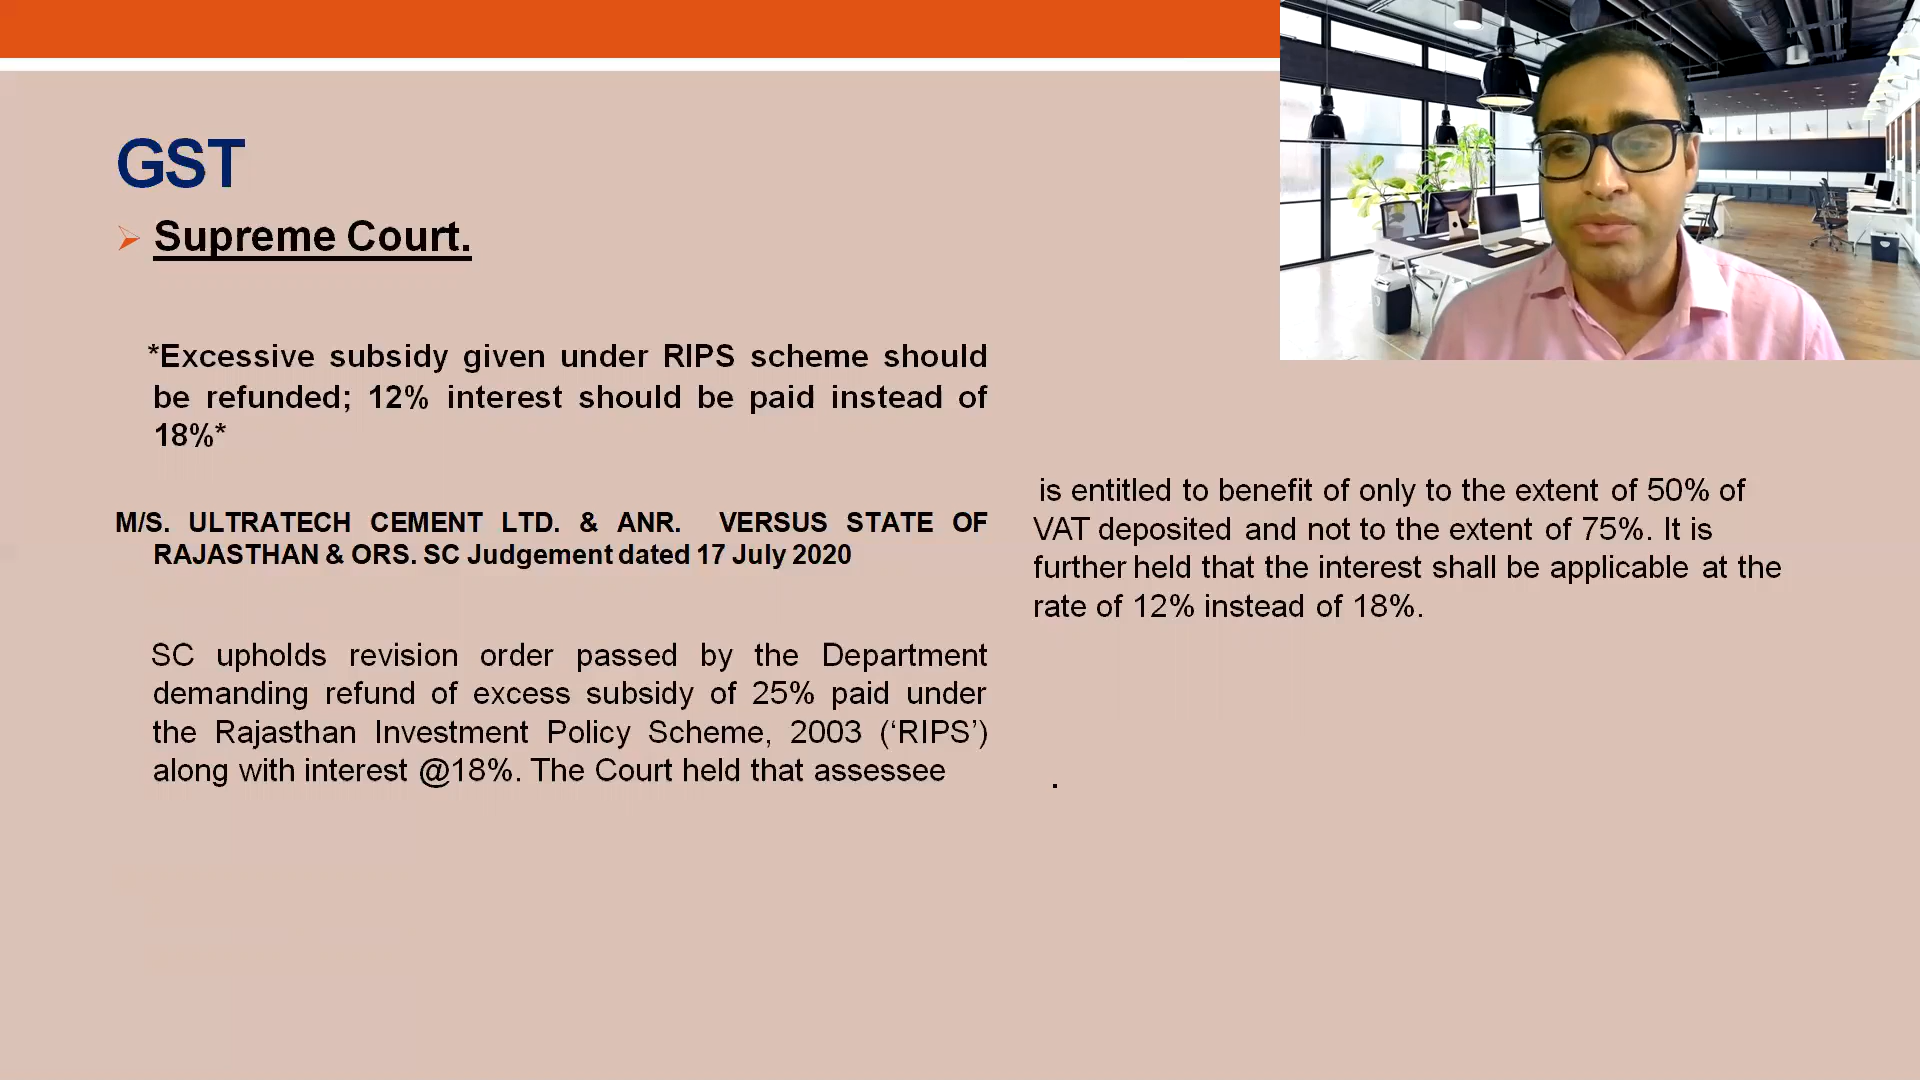 GST
Supreme Court.
*Excessive subsidy given under RIPS scheme should
be refunded; 12% interest should be paid instead of
18%*
M/S. ULTRATECH CEMENT LTD. & ANR. VERSUS STATE OF
RAJASTHAN & ORS. SC Judgement dated 17 July 2020
SC upholds revision order passed by the Department
demanding refund of excess subsidy of 25% paid under
the Rajasthan Investment Policy Scheme, 2003 (‘RIPS’)
along with interest @18%. The Court held that assessee
is entitled to benefit of only to the extent of 50% of
VAT deposited and not to the extent of 75%. It is
further held that the interest shall be applicable at the
rate of 12% instead of 18%.
.